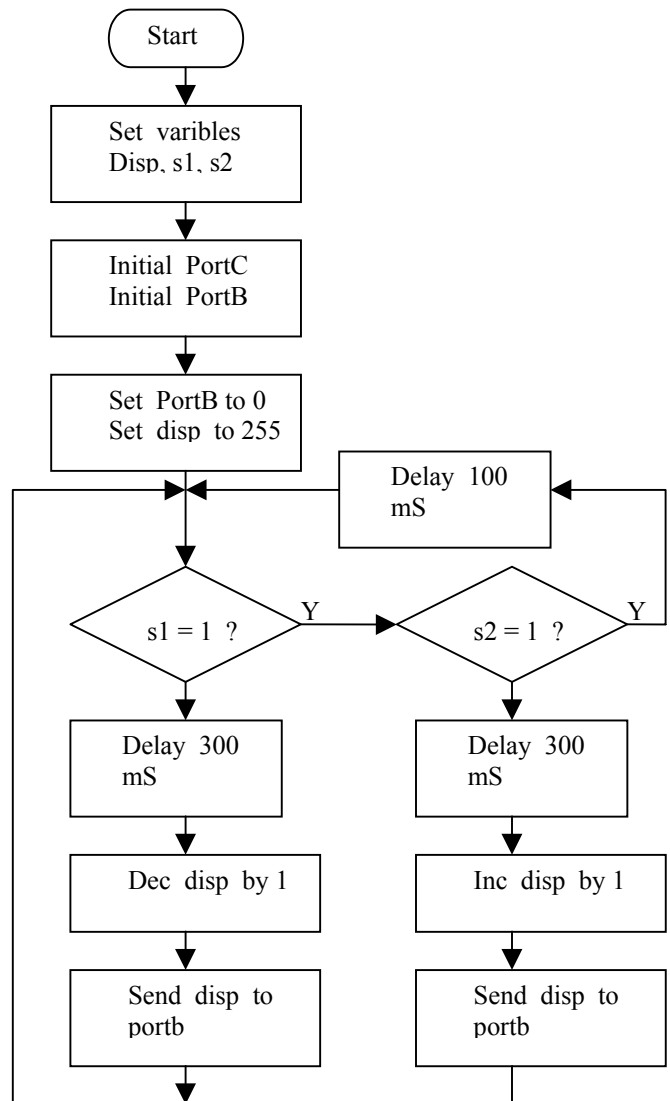 Start
Set varibles
Disp, s1, s2
Initial PortC
Initial PortB
Set PortB to 0
Set disp to 255
Delay 100
mS
s1 = 1 ?
Y
s2 = 1 ?
Y
Delay 300
mS
Delay 300
mS
Dec disp by 1
Inc disp by 1
Send disp to
portb
Send disp to
portb